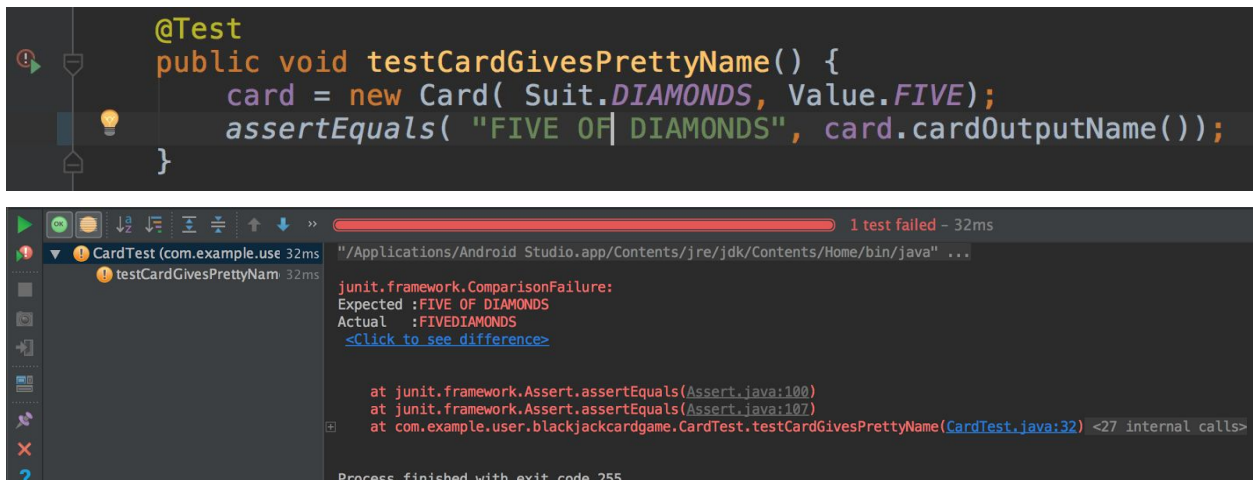 @Test
public void testCardGivesPrettyName() {
card = new Card( Suit.DIAMONDS, Value.FIVE);
assertEquals( "FIVE OF DIAMONDS", card.cardOutputName());
}
OK » 1 test failed – 32ms
CardTest (com.example.use 32ms
testCardGivesPrettyNam 32ms
"/Applications/Android Studio.app/Contents/jre/jdk/Contents/Home/bin/java" ...
junit.framework.ComparisonFailure:
Expected :FIVE OF DIAMONDS
Actual :FIVEDIAMONDS
<Click to see difference>
at junit.framework.Assert.assertEquals(Assert.java:100)
at junit.framework.Assert.assertEquals(Assert.java:107)
at com.example.user.blackjackcardgame.CardTest.testCardGivesPrettyName(CardTest.java:32) <27 internal calls>
Process finished with exit code 255